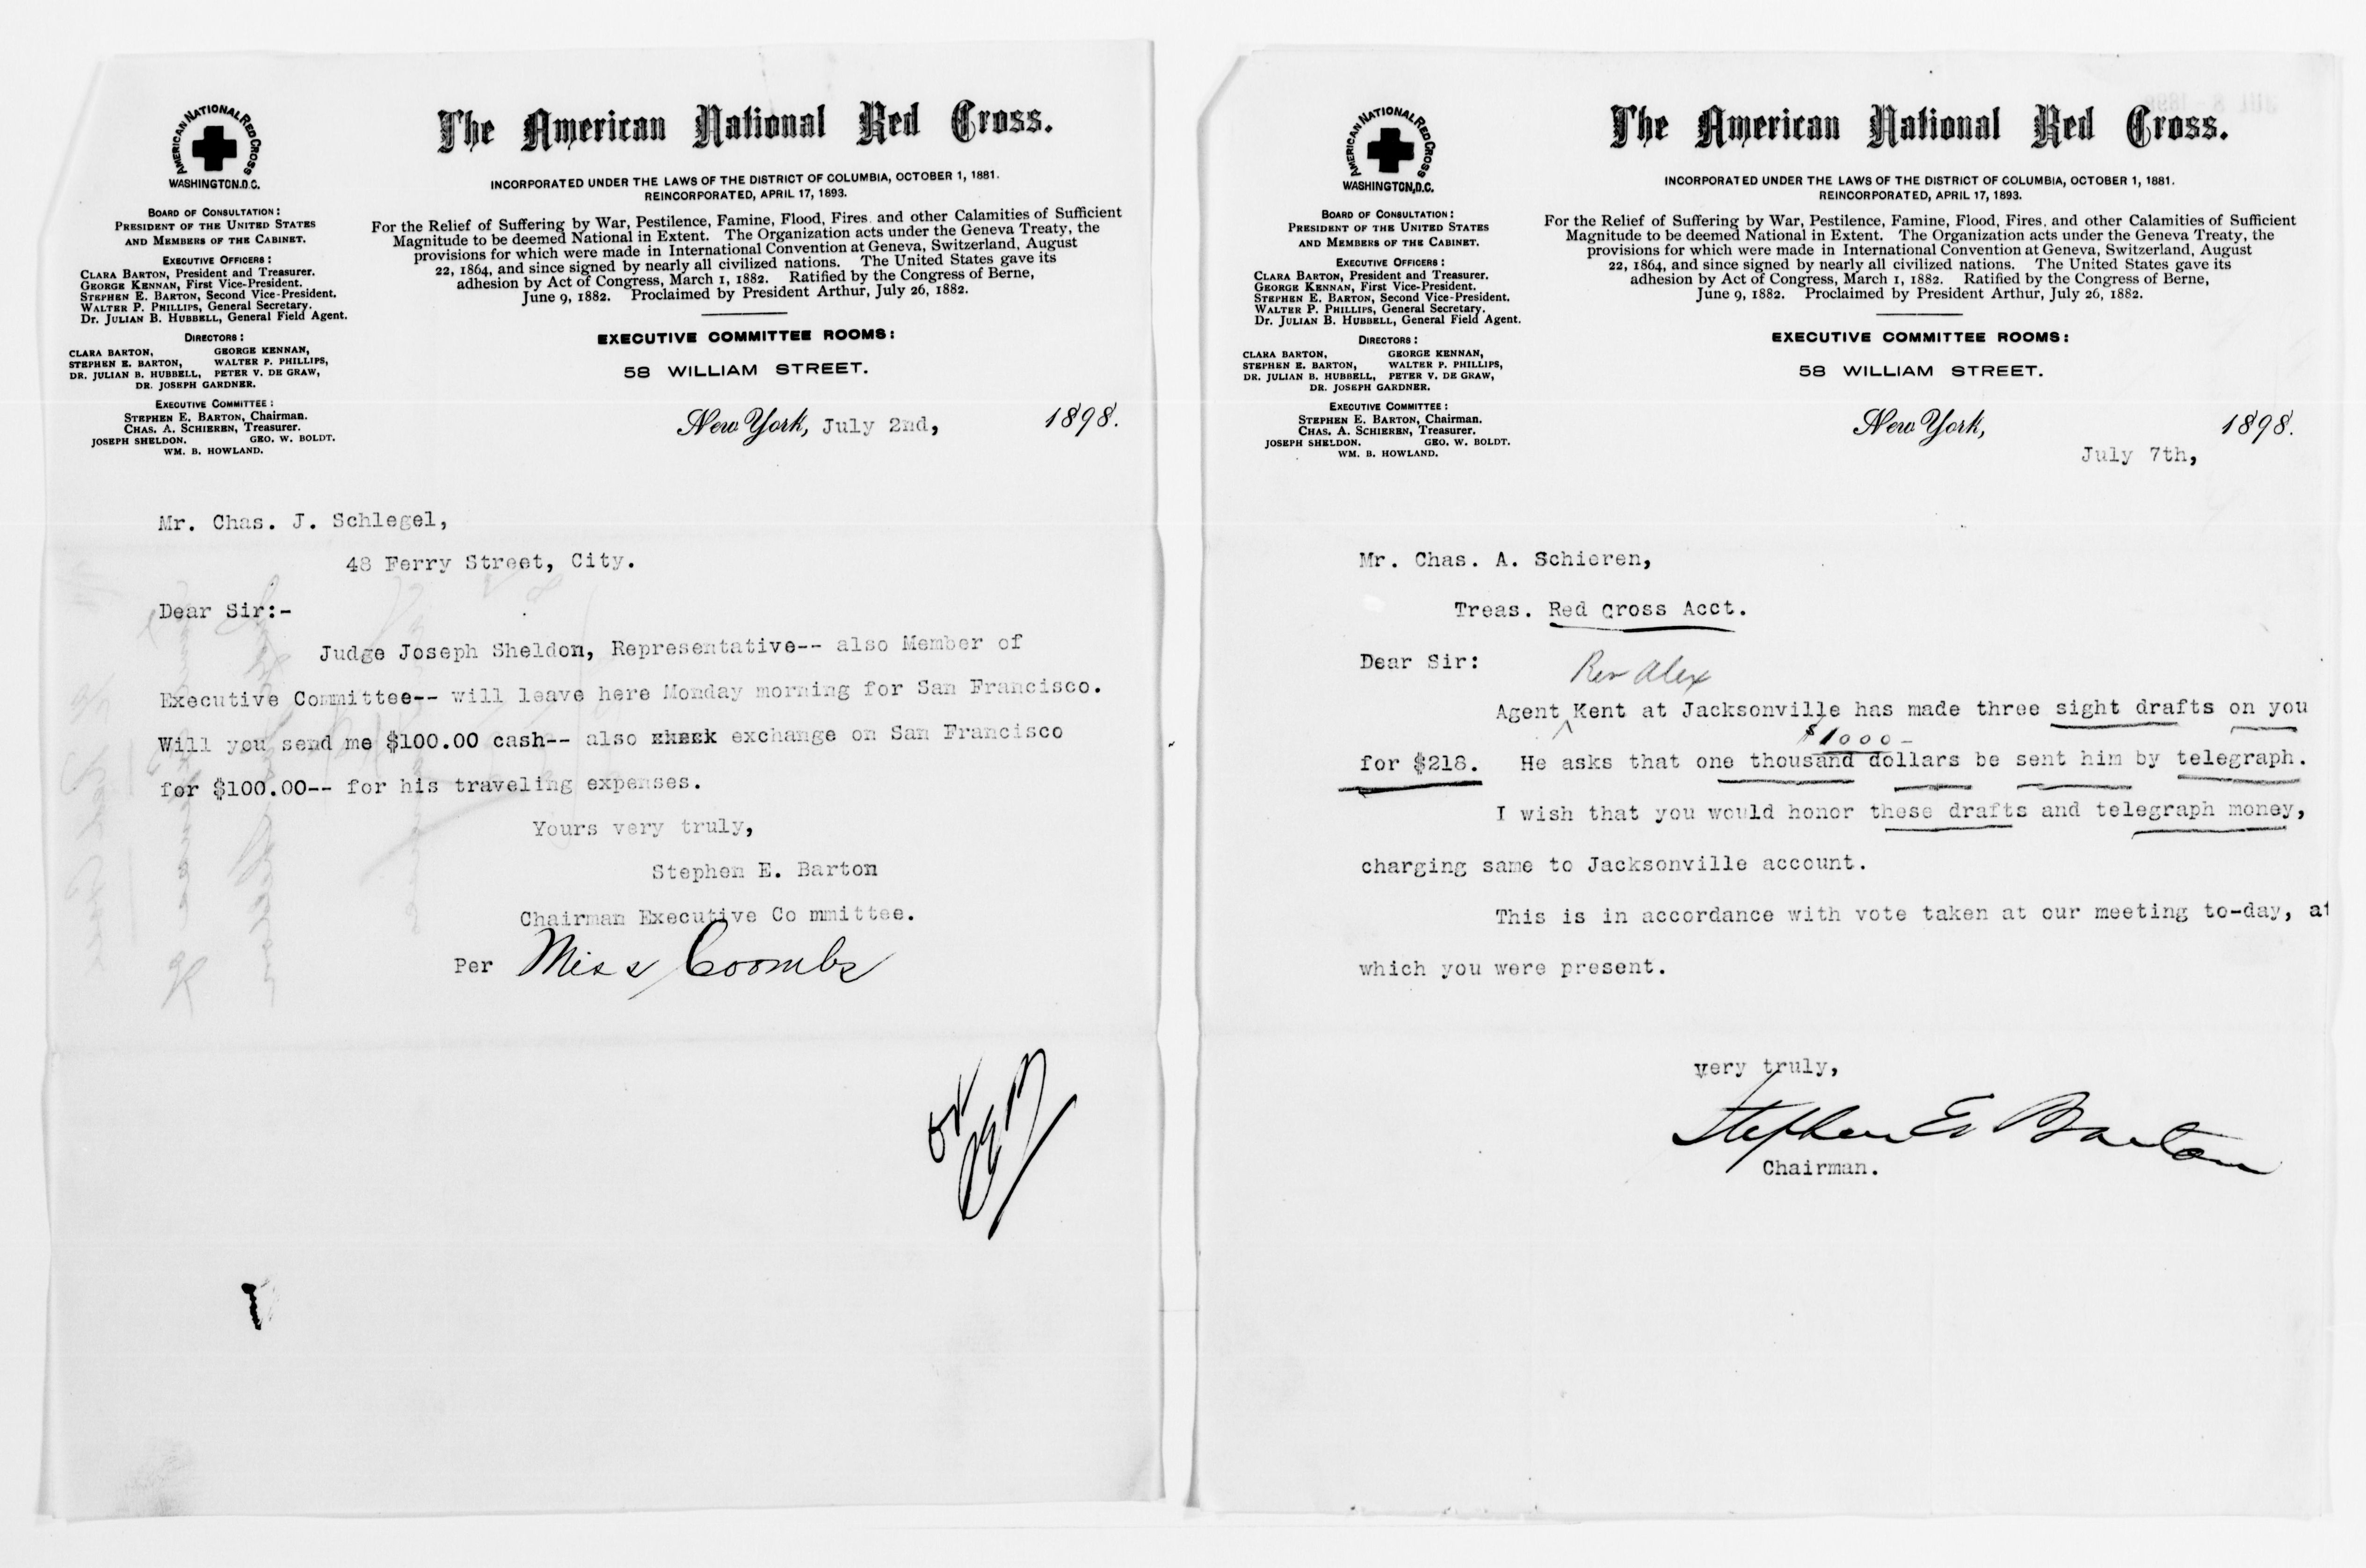 AMERICAN NATIONAL RED CROSS
WASHINGTON, D.C.
The American National Red Cross.
INCORPORATED UNDER THE LAWS OF THE DISTRICT OF COLUMBIA, OCTOBER 1, 1881.
REINCORPORATED, APRIL 17, 1893.
For the Relief of Suffering by War, Pestilence, Famine, Flood, Fires, and other Calamities of Sufficient
Magnitude to be deemed National in Extent. The Organization acts under the Geneva Treaty, the
provisions for which were made in International Convention at Geneva, Switzerland, August
22, 1864, and since signed by nearly all civilized nations. The United States gave its
adhesion by Act of Congress, March 1, 1882. Ratified by the Congress of Berne,
June 9, 1882. Proclaimed by President Arthur, July 26, 1882.
BOARD OF CONSULTATION:
PRESIDENT OF THE UNITED STATES
AND MEMBERS OF THE CABINET.
EXECUTIVE OFFICERS:
CLARA BARTON, President and Treasurer.
GEORGE KENNAN, First Vice-President.
STEPHEN E. BARTON, Second Vice-President.
WALTER P. PHILLIPS, General Secretary.
Dr. JULIAN B. HUBBELL, General Field Agent.
DIRECTORS:
CLARA BARTON, GEORGE KENNAN,
STEPHEN E. BARTON, WALTER P. PHILLIPS,
DR. JULIAN B. HUBBELL, PETER V. DE GRAW,
DR. JOSEPH GARDNER.
EXECUTIVE COMMITTEE:
STEPHEN E. BARTON, Chairman.
CHAS. A. SCHIEREN, Treasurer.
JOSEPH SHELDON. GEO. W. BOLDT.
WM. B. HOWLAND.
EXECUTIVE COMMITTEE ROOMS:
58 WILLIAM STREET.
New York, July 2nd, 1898.
Mr. Chas. J. Schlegel,
48 Ferry Street, City.
Dear Sir:-
Judge Joseph Sheldon, Representative-- also Member of
Executive Committee-- will leave here Monday morning for San Francisco.
Will you send me $100.00 cash-- also exchange on San Francisco
for $100.00-- for his traveling expenses.
Yours very truly,
Stephen E. Barton
Chairman Executive Co mmittee.
Per Miss Coombs
AMERICAN NATIONAL RED CROSS
WASHINGTON, D.C.
The American National Red Cross.
INCORPORATED UNDER THE LAWS OF THE DISTRICT OF COLUMBIA, OCTOBER 1, 1881.
REINCORPORATED, APRIL 17, 1893.
For the Relief of Suffering by War, Pestilence, Famine, Flood, Fires, and other Calamities of Sufficient
Magnitude to be deemed National in Extent. The Organization acts under the Geneva Treaty, the
provisions for which were made in International Convention at Geneva, Switzerland, August
22, 1864, and since signed by nearly all civilized nations. The United States gave its
adhesion by Act of Congress, March 1, 1882. Ratified by the Congress of Berne,
June 9, 1882. Proclaimed by President Arthur, July 26, 1882.
BOARD OF CONSULTATION:
PRESIDENT OF THE UNITED STATES
AND MEMBERS OF THE CABINET.
EXECUTIVE OFFICERS:
CLARA BARTON, President and Treasurer.
GEORGE KENNAN, First Vice-President.
STEPHEN E. BARTON, Second Vice-President.
WALTER P. PHILLIPS, General Secretary.
Dr. JULIAN B. HUBBELL, General Field Agent.
DIRECTORS:
CLARA BARTON, GEORGE KENNAN,
STEPHEN E. BARTON, WALTER P. PHILLIPS,
DR. JULIAN B. HUBBELL, PETER V. DE GRAW,
DR. JOSEPH GARDNER.
EXECUTIVE COMMITTEE:
STEPHEN E. BARTON, Chairman.
CHAS. A. SCHIEREN, Treasurer.
JOSEPH SHELDON. GEO. W. BOLDT.
WM. B. HOWLAND.
EXECUTIVE COMMITTEE ROOMS:
58 WILLIAM STREET.
New York, 1898.
July 7th,
Mr. Chas. A. Schieren,
Treas. Red Cross Acct.
Dear Sir:
Rev Alex
Agent Kent at Jacksonville has made three sight drafts on you
$1000-
for $218. He asks that one thousand dollars be sent him by telegraph.
I wish that you would honor these drafts and telegraph money,
charging same to Jacksonville account.
This is in accordance with vote taken at our meeting to-day, at
which you were present.
very truly,
Stephen E Barton
Chairman.